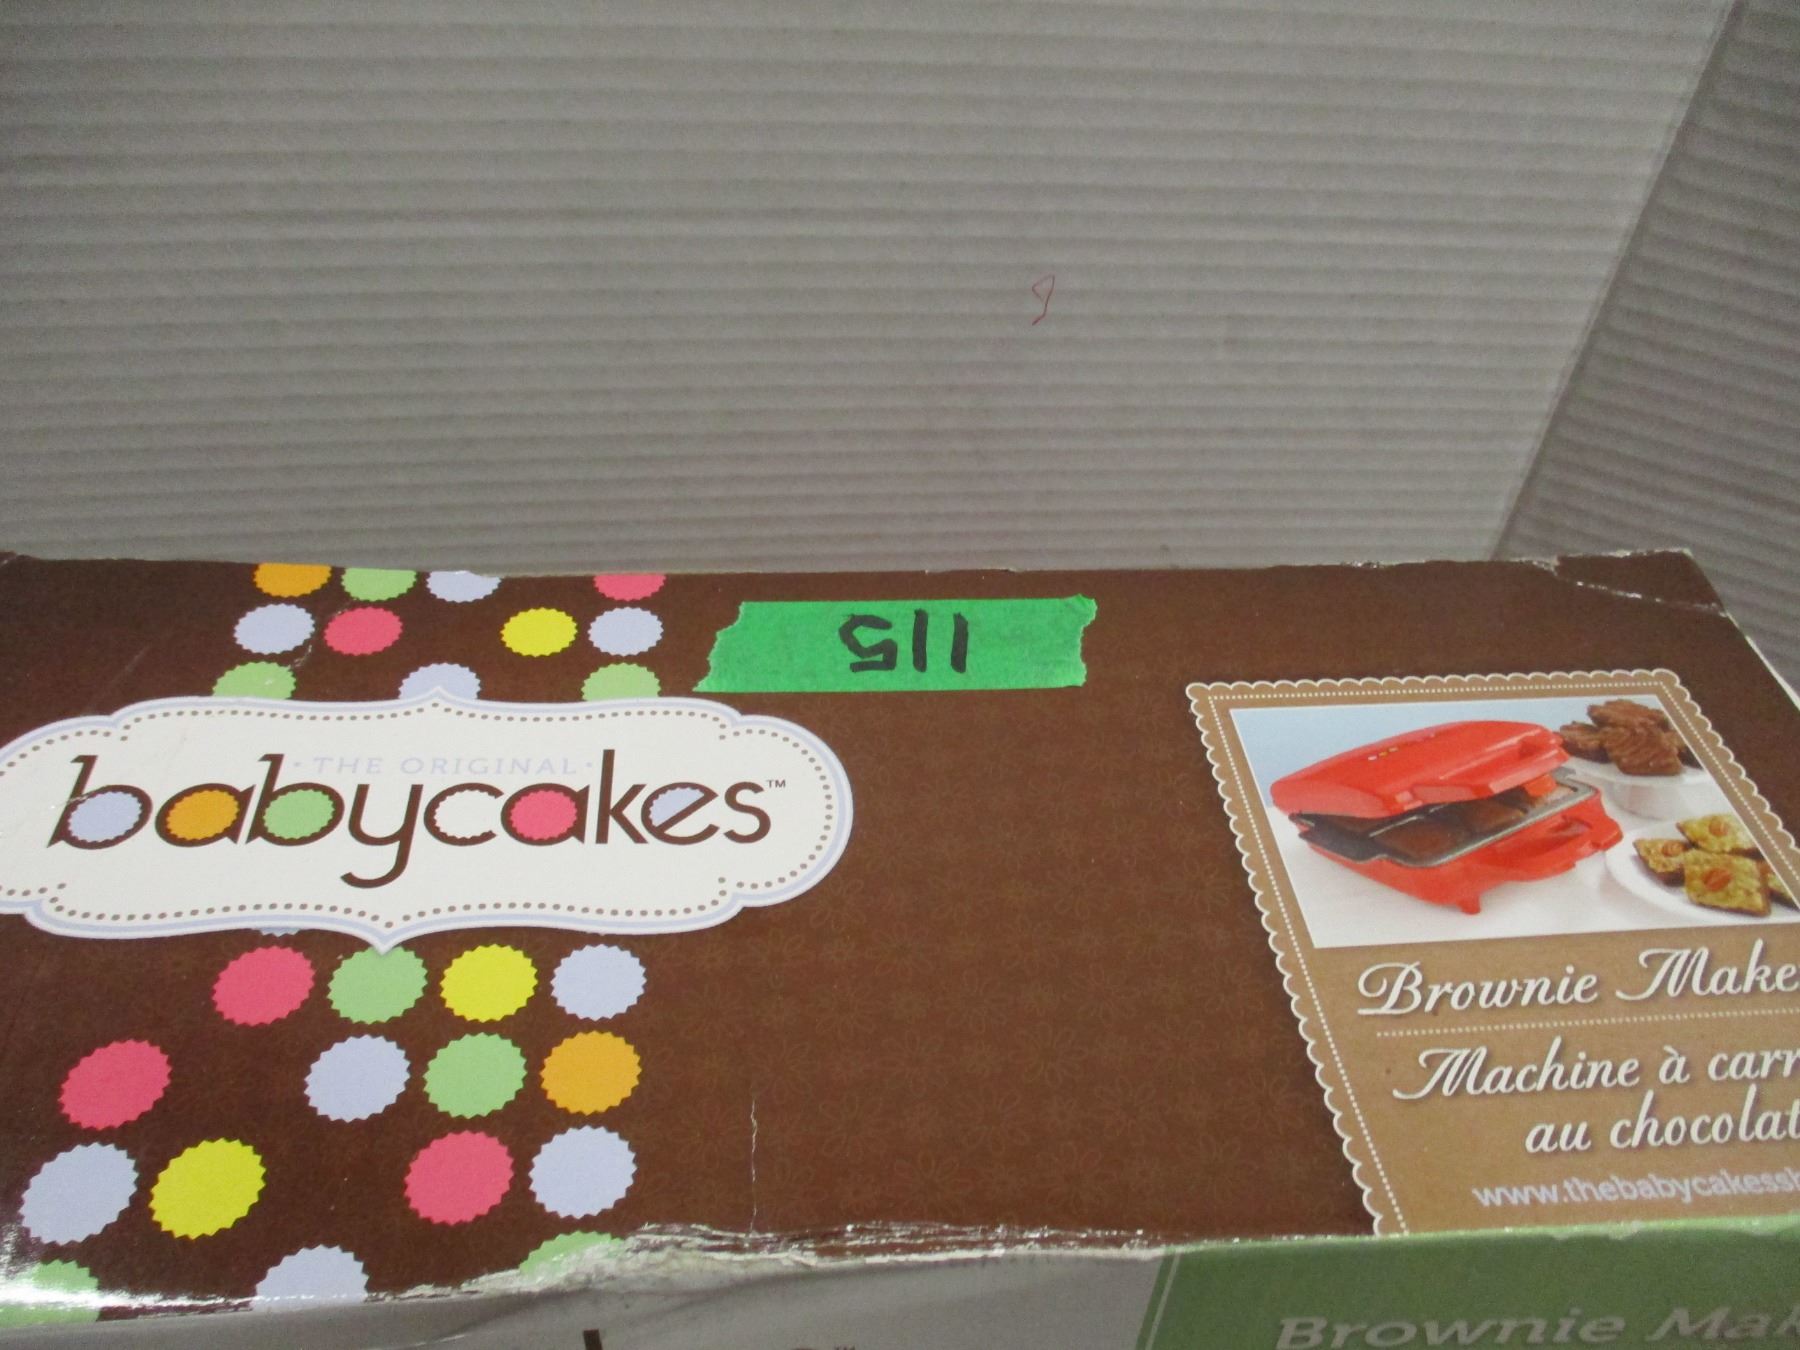 115
THE ORIGINAL
babycakes™
Brownie Make
Machine à carr
au chocolat
www.thebabycakessh
Brownie Mak